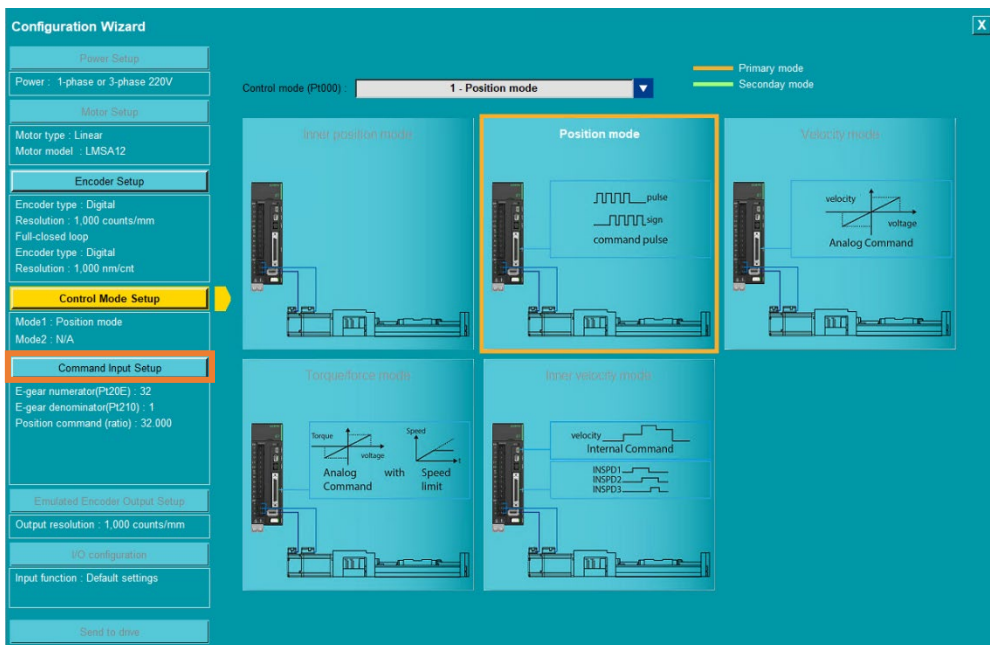 Configuration Wizard
X
Power Setup
Power : 1-phase or 3-phase 220V
Motor Setup
Motor type : Linear
Motor model : LMSA12
Encoder Setup
Encoder type : Digital
Resolution : 1,000 counts/mm
Full-closed loop
Encoder type : Digital
Resolution : 1,000 nm/cnt
Control Mode Setup
Mode1 : Position mode
Mode2 : N/A
Command Input Setup
E-gear numerator(Pt20E) : 32
E-gear denominator(Pt210) : 1
Position command (ratio) : 32.000
Emulated Encoder Output Setup
Output resolution : 1,000 counts/mm
I/O configuration
Input function : Default settings
Send to drive
Control mode (Pt000) :
1 - Position mode
Primary mode
Seconday mode
Inner position mode
Position mode
pulse
sign
command pulse
Velocity mode
velocity
voltage
Analog Command
Torque/force mode
Torque
voltage
Speed
t
Analog with Speed
Command limit
Inner velocity mode
velocity
Internal Command
INSPD1
INSPD2
INSPD3